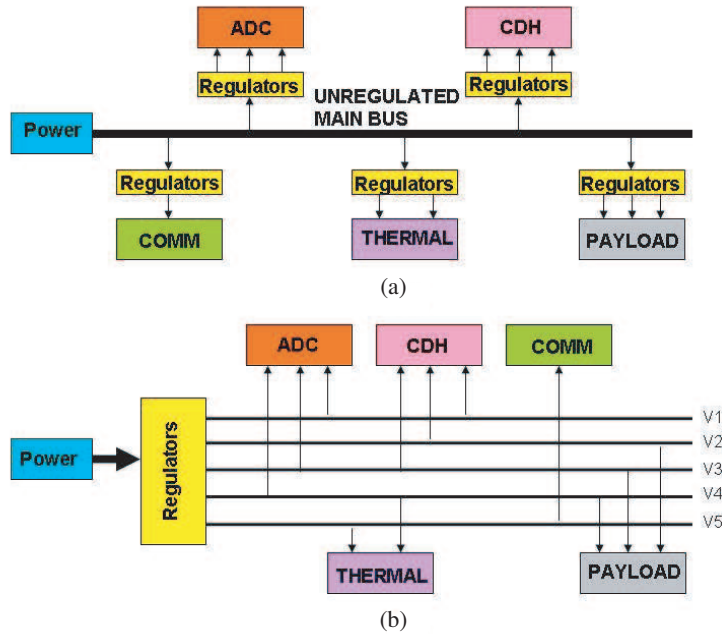 ADC
CDH
Regulators
Regulators
UNREGULATED
MAIN BUS
Power
Regulators
Regulators
Regulators
COMM
THERMAL
PAYLOAD
(a)
ADC
CDH
COMM
Regulators
Power
V1
V2
V3
V4
V5
THERMAL
PAYLOAD
(b)